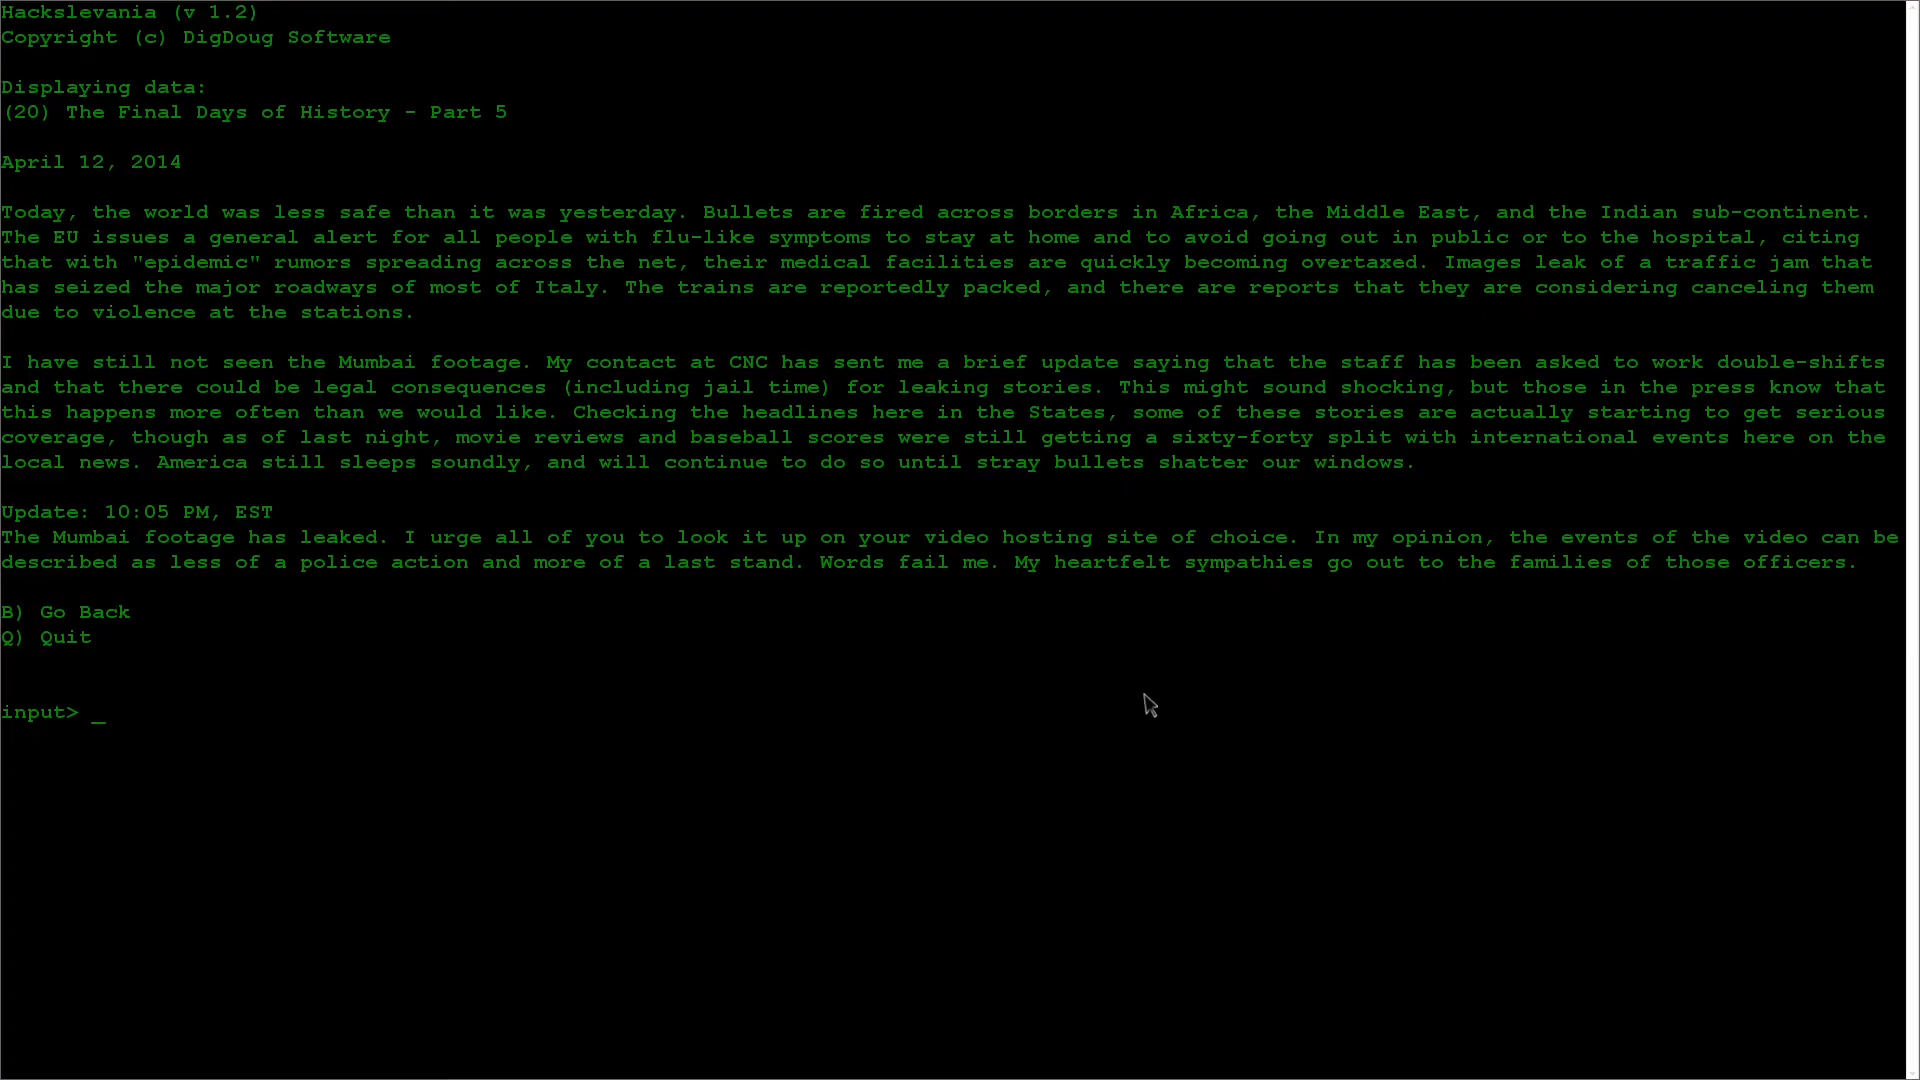 Hackslevania (v 1.2)
Copyright (c) DigDoug Software
Displaying data:
(20) The Final Days of History - Part 5
April 12, 2014
Today, the world was less safe than it was yesterday. Bullets are fired across borders in Africa, the Middle East, and the Indian sub-continent.
The EU issues a general alert for all people with flu-like symptoms to stay at home and to avoid going out in public or to the hospital, citing
that with "epidemic" rumors spreading across the net, their medical facilities are quickly becoming overtaxed. Images leak of a traffic jam that
has seized the major roadways of most of Italy. The trains are reportedly packed, and there are reports that they are considering canceling them
due to violence at the stations.
I have still not seen the Mumbai footage. My contact at CNC has sent me a brief update saying that the staff has been asked to work double-shifts
and that there could be legal consequences (including jail time) for leaking stories. This might sound shocking, but those in the press know that
this happens more often than we would like. Checking the headlines here in the States, some of these stories are actually starting to get serious
coverage, though as of last night, movie reviews and baseball scores were still getting a sixty-forty split with international events here on the
local news. America still sleeps soundly, and will continue to do so until stray bullets shatter our windows.
Update: 10:05 PM, EST
The Mumbai footage has leaked. I urge all of you to look it up on your video hosting site of choice. In my opinion, the events of the video can be
described as less of a police action and more of a last stand. Words fail me. My heartfelt sympathies go out to the families of those officers.
B) Go Back
Q) Quit
input> _